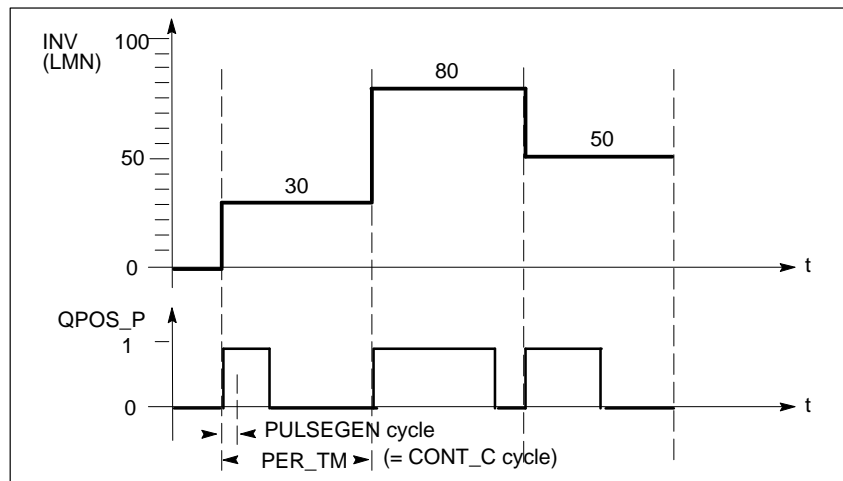 INV
(LMN)
100
80
50
50
30
0
t
QPOS_P
1
0
t
PULSEGEN cycle
PER_TM
(= CONT_C cycle)